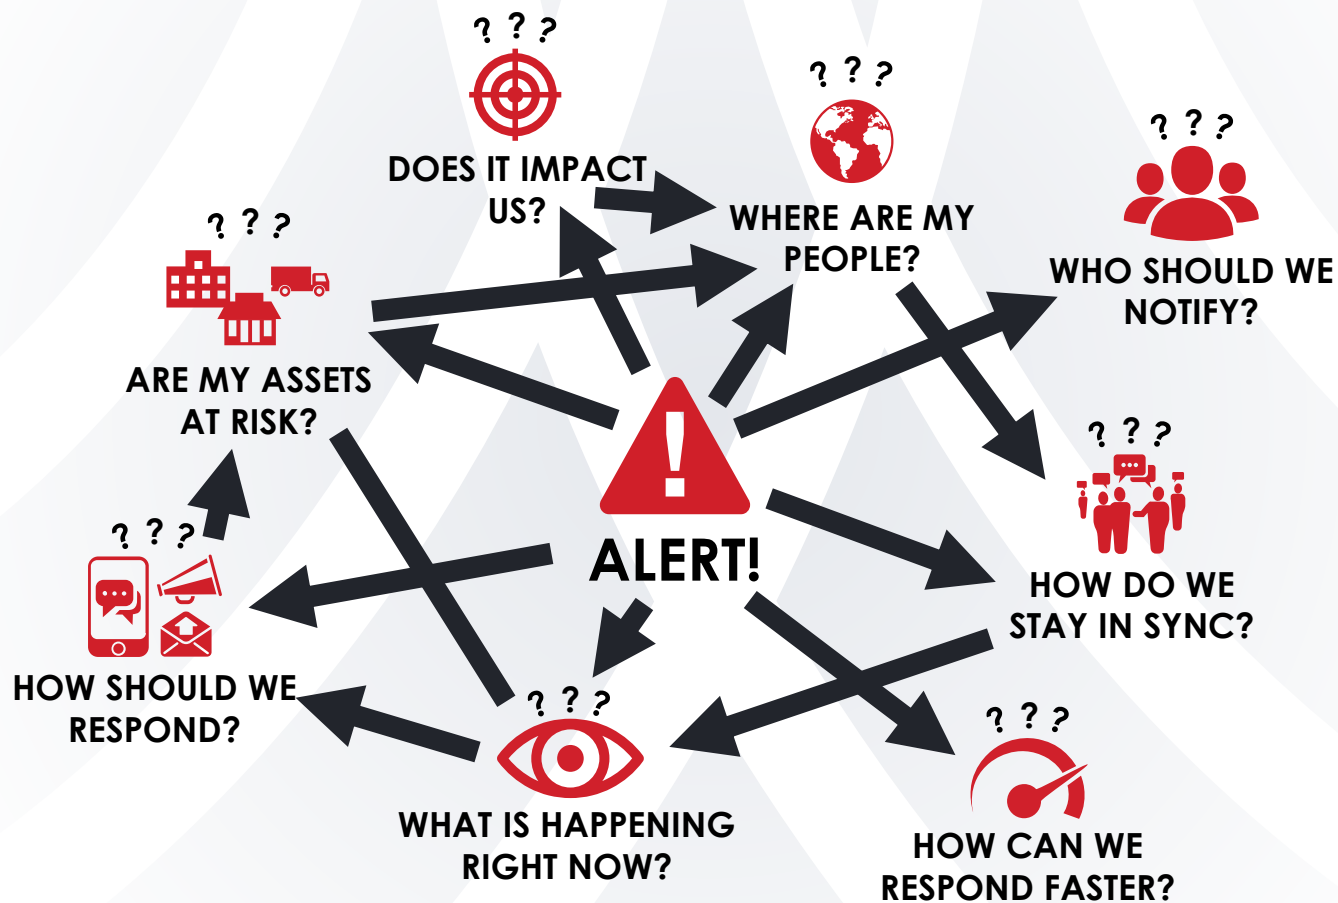 ? ? ?
DOES IT IMPACT
US?
? ? ?
WHERE ARE MY
PEOPLE?
? ? ?
WHO SHOULD WE
NOTIFY?
? ? ?
ARE MY ASSETS
AT RISK?
!
ALERT!
? ? ?
HOW DO WE
STAY IN SYNC?
? ? ?
HOW SHOULD WE
RESPOND?
? ? ?
WHAT IS HAPPENING
RIGHT NOW?
? ? ?
HOW CAN WE
RESPOND FASTER?